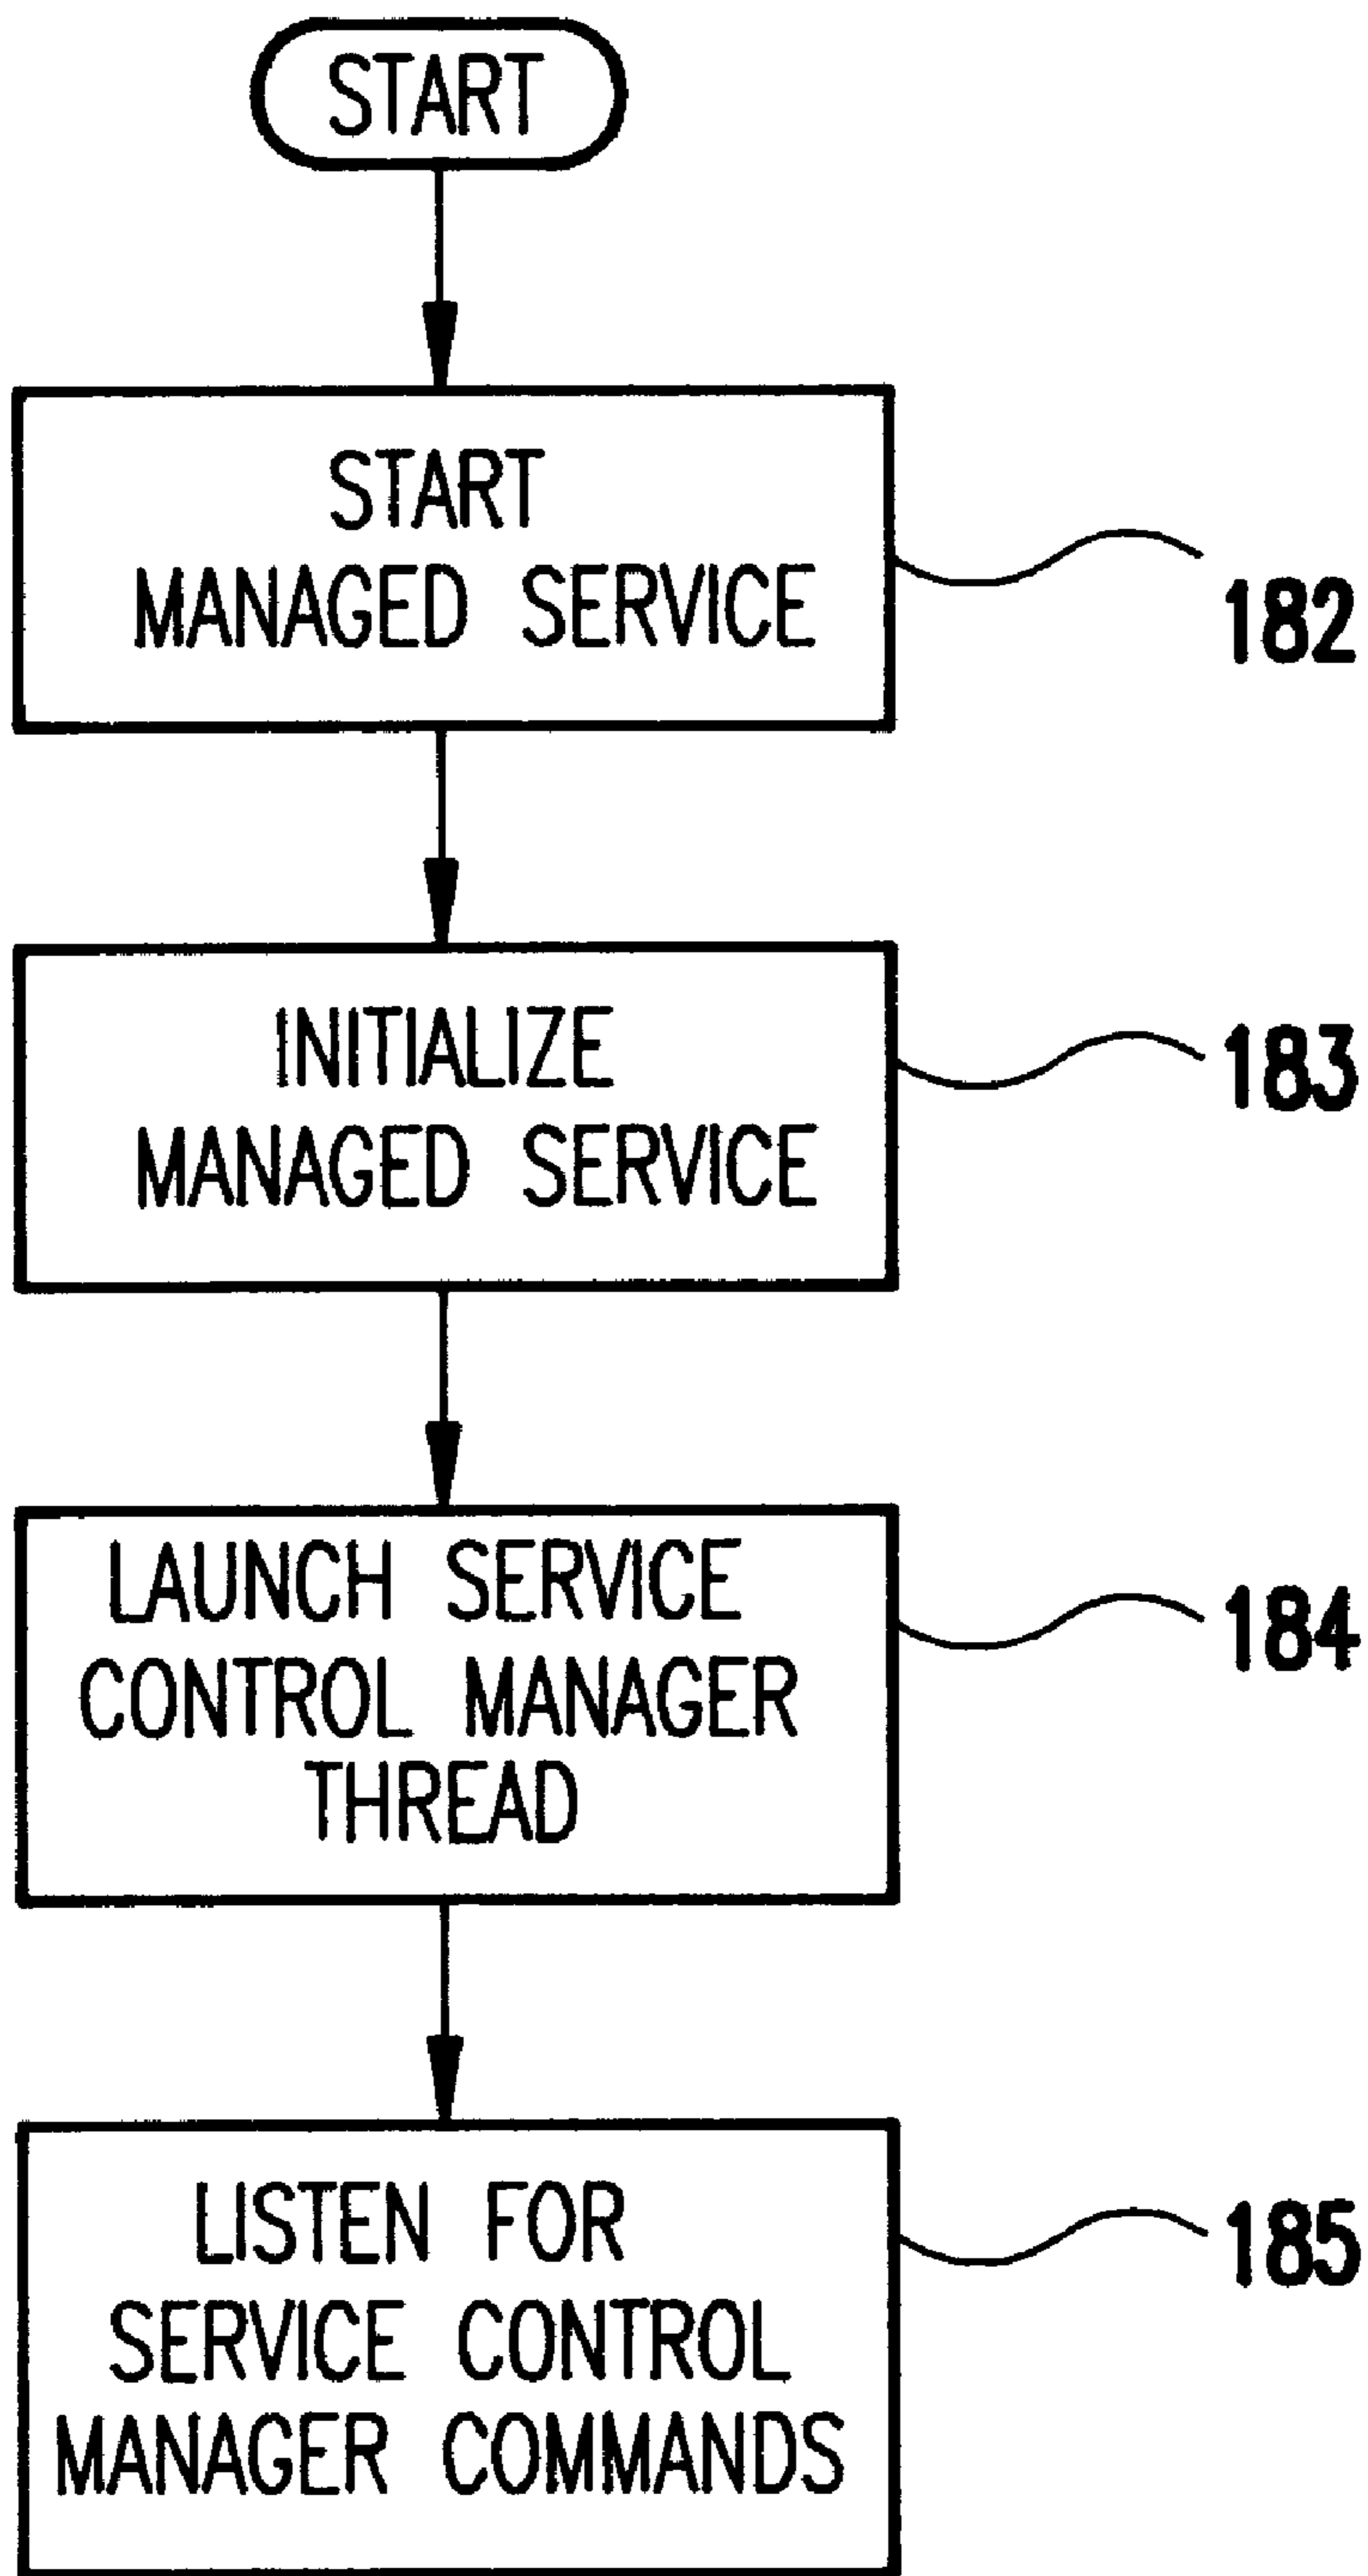 START
START
MANAGED SERVICE
182
INITIALIZE
MANAGED SERVICE
183
LAUNCH SERVICE
CONTROL MANAGER
THREAD
184
LISTEN FOR
SERVICE CONTROL
MANAGER COMMANDS
185